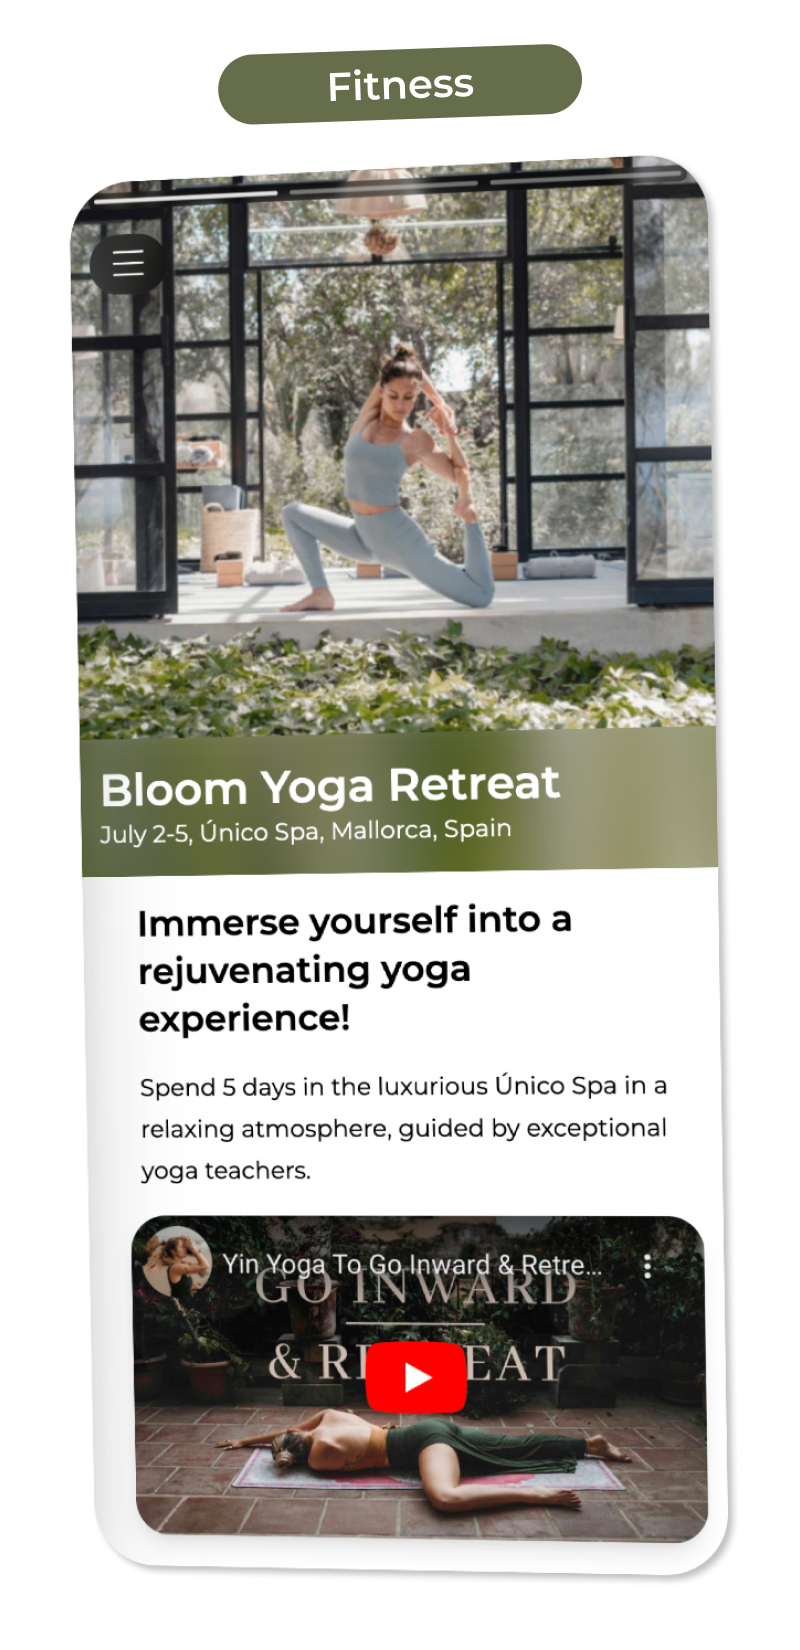 Fitness
Bloom Yoga Retreat
July 2-5, Único Spa, Mallorca, Spain
Immerse yourself into a
rejuvenating yoga
experience!
Spend 5 days in the luxurious Único Spa in a
relaxing atmosphere, guided by exceptional
yoga teachers.
Yin Yoga To Go Inward & Retre...
GO INWARD
& RE EAT